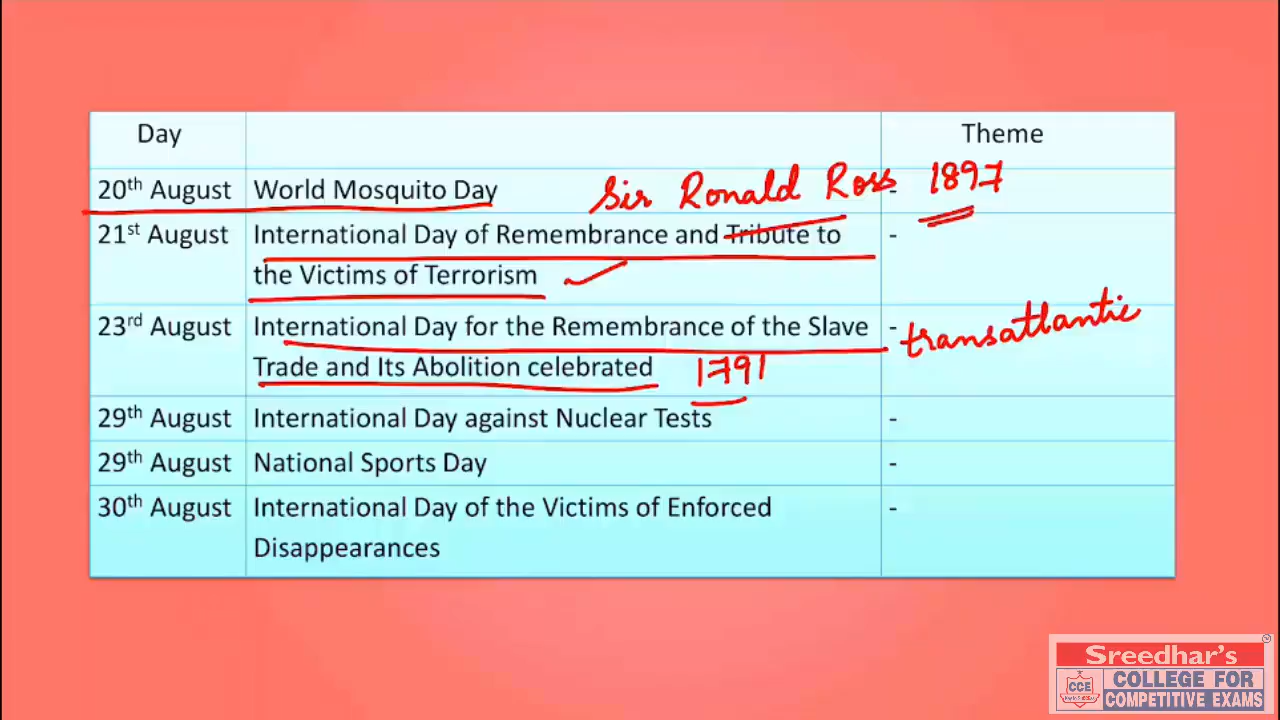 Day Theme
20th August World Mosquito Day Sir Ronald Ross - 1897
21st August International Day of Remembrance and Tribute to -
the Victims of Terrorism
23rd August International Day for the Remembrance of the Slave - transatlantic
Trade and Its Abolition celebrated 1791
29th August International Day against Nuclear Tests -
29th August National Sports Day -
30th August International Day of the Victims of Enforced -
Disappearances
Sreedhar's
CCE COLLEGE FOR
COMPETITIVE EXAMS